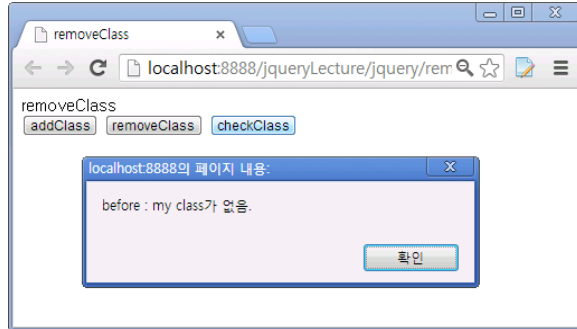 removeClass
localhost:8888/jqueryLecture/jquery/rem
removeClass
addClass removeClass checkClass
localhost:8888의 페이지 내용:
before : my class가 없음.
확인